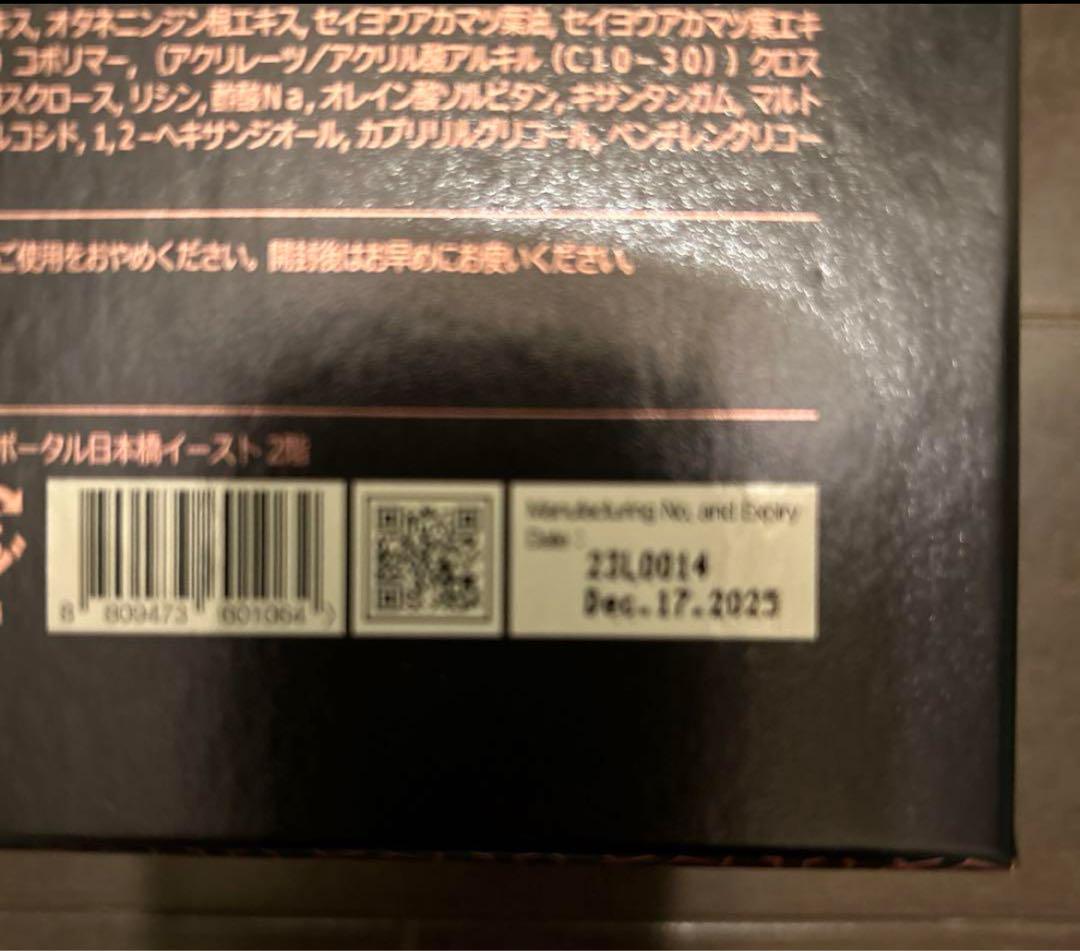 キス, オタネニンジン根エキス, セイヨウアカマツ葉油, セイヨウアカマツ葉エキ
コポリマー, (アクリレーツ/アクリル酸アルキル(C10-30))クロス
スクロース, リシン, 酢酸Na, オレイン酸ソルビタン, キサンタンガム, マルト
ルコシド, 1,2-ヘキサンジオール, カプリリルグリコール, ペンチレングリコー
ご使用をおやめください。開封後はお早めにお使いください。
ポータル日本橋イースト 2階
8 809473 601064
Manufacturing No, and Expiry
Date :
23L0014
Dec.17.2025